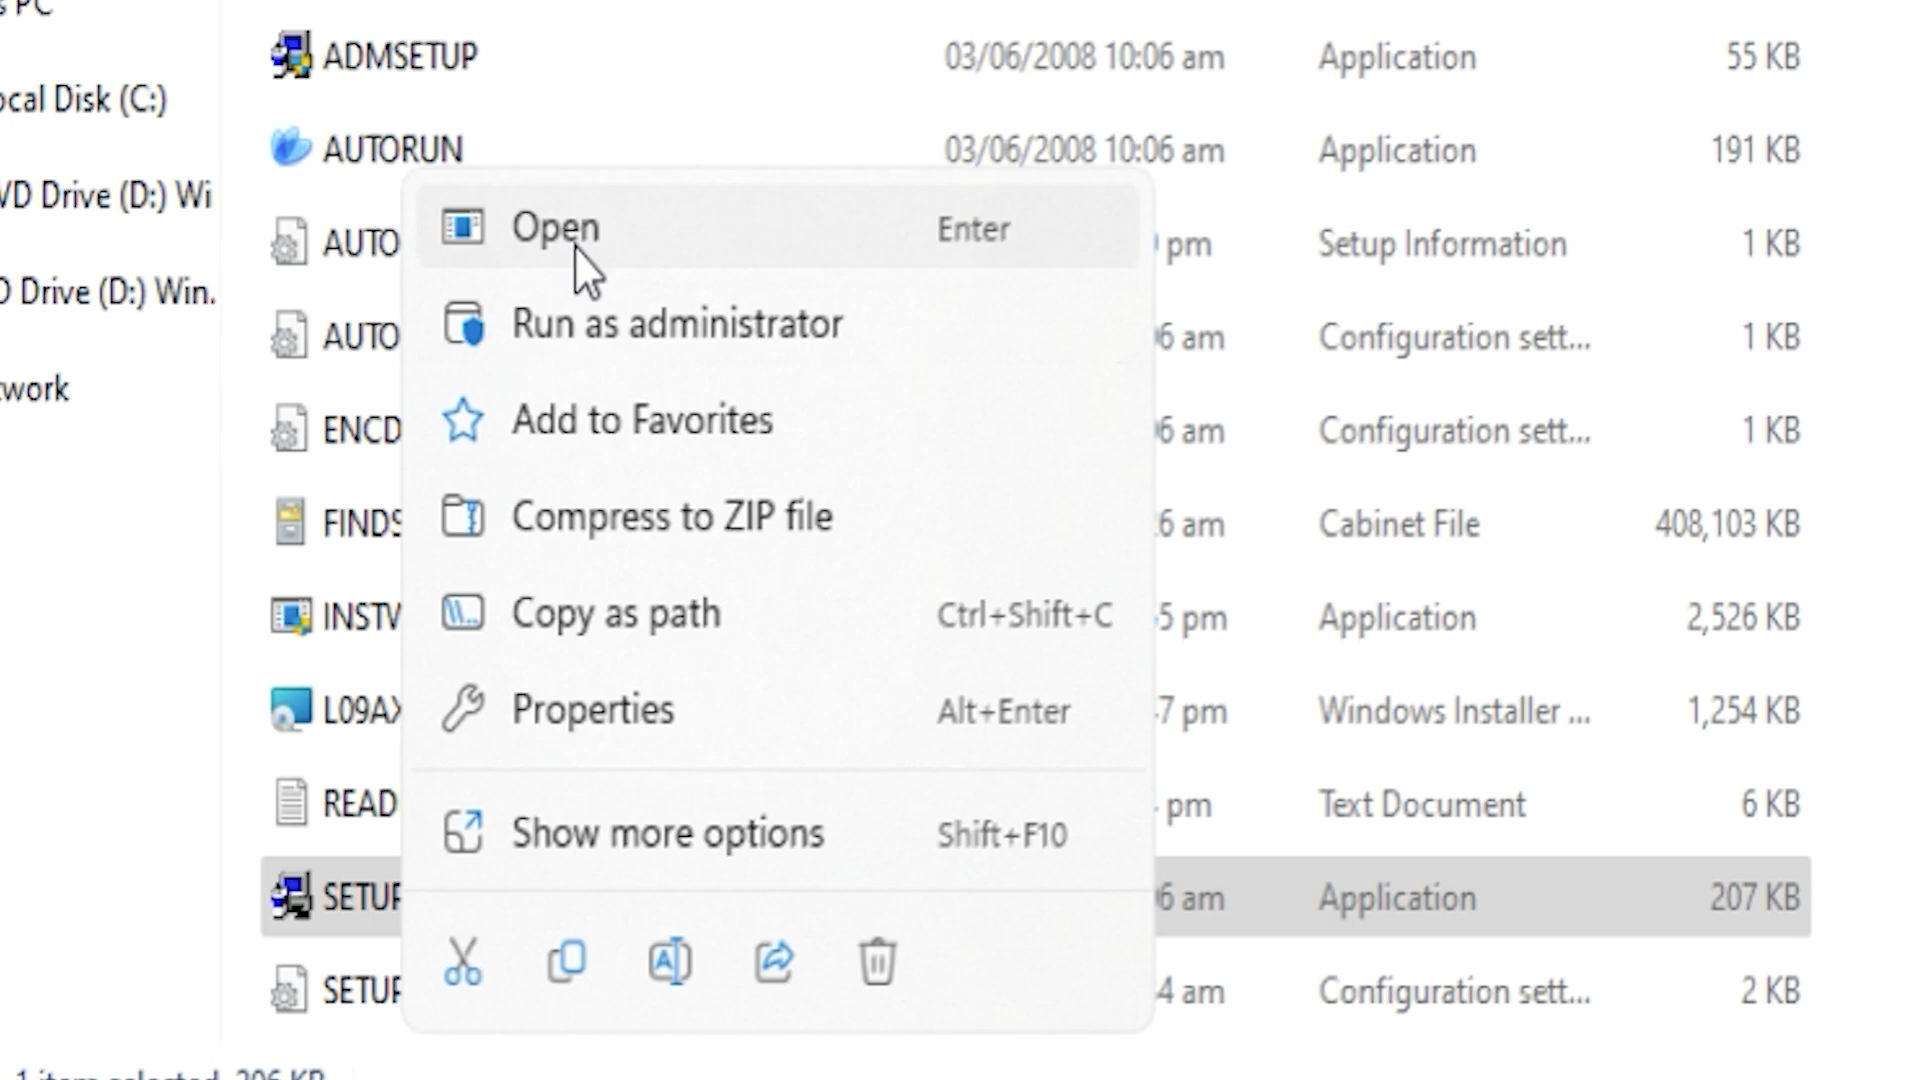 s PC
ocal Disk (C:)
VD Drive (D:) Wi
D Drive (D:) Win.
twork
ADMSETUP 03/06/2008 10:06 am Application 55 KB
AUTORUN 03/06/2008 10:06 am Application 191 KB
AUTO pm Setup Information 1 KB
AUTO 6 am Configuration sett... 1 KB
ENCD 6 am Configuration sett... 1 KB
FINDS 6 am Cabinet File 408,103 KB
INSTW 5 pm Application 2,526 KB
L09AX 7 pm Windows Installer ... 1,254 KB
READ pm Text Document 6 KB
SETUP 6 am Application 207 KB
SETUP 4 am Configuration sett... 2 KB
Open Enter
Run as administrator
Add to Favorites
Compress to ZIP file
Copy as path Ctrl+Shift+C
Properties Alt+Enter
Show more options Shift+F10
1 item selected 206 KB